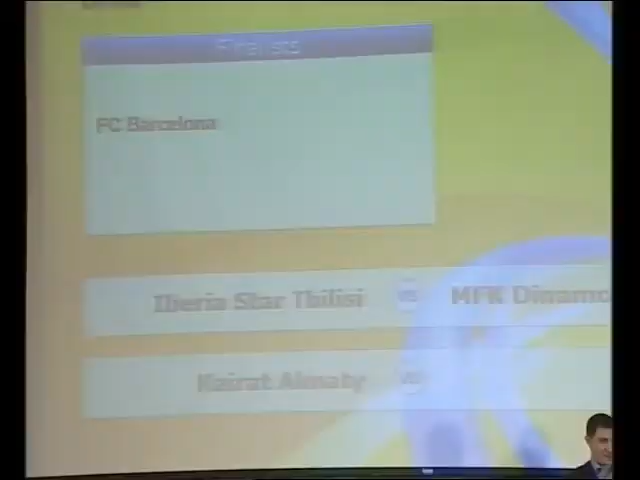 Finalists
FC Barcelona
Iberia Star Tbilisi vs MFK Dinamo
Kairat Almaty vs